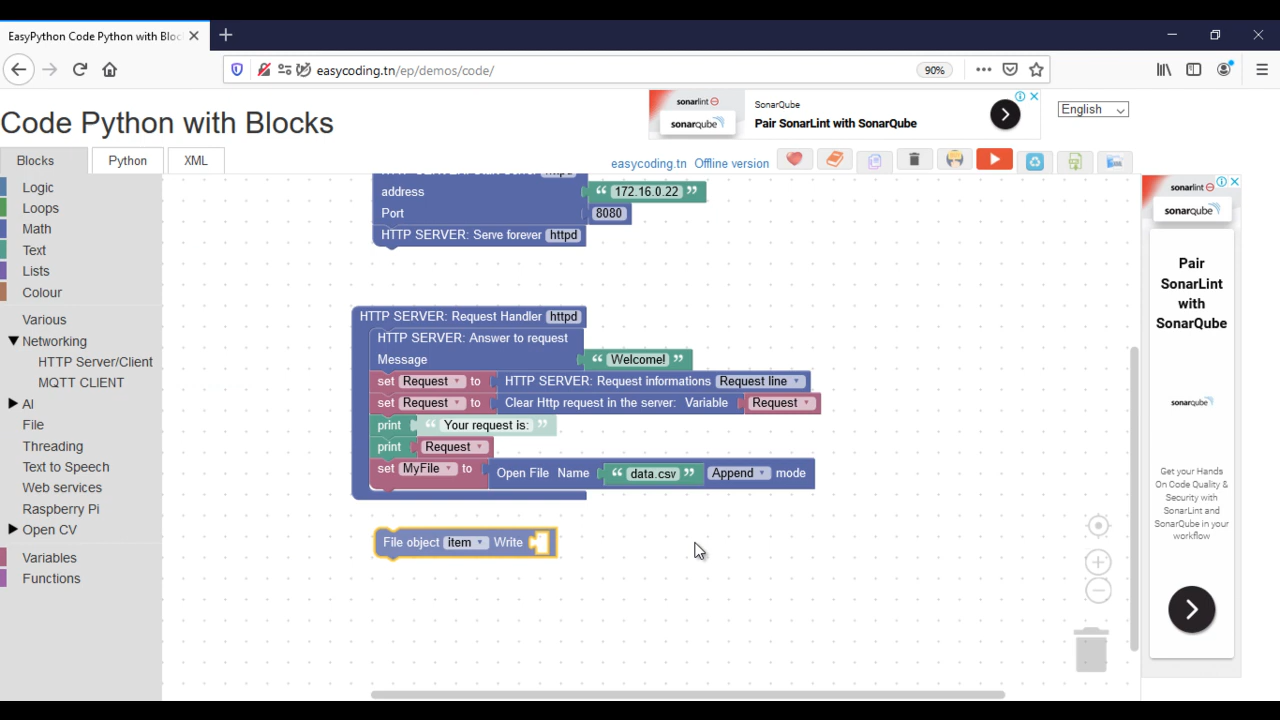 EasyPython Code Python with Bloc
easycoding.tn/ep/demos/code/
90%
Code Python with Blocks
sonarlint
sonarqube
SonarQube
Pair SonarLint with SonarQube
English
Blocks
Python
XML
easycoding.tn Offline version
Logic
Loops
Math
Text
Lists
Colour
Various
Networking
HTTP Server/Client
MQTT CLIENT
AI
File
Threading
Text to Speech
Web services
Raspberry Pi
Open CV
Variables
Functions
address “ 172.16.0.22 ”
Port 8080
HTTP SERVER: Serve forever httpd
HTTP SERVER: Request Handler httpd
HTTP SERVER: Answer to request
Message “ Welcome! ”
set Request to HTTP SERVER: Request informations Request line
set Request to Clear Http request in the server: Variable Request
print “ Your request is: ”
print Request
set MyFile to Open File Name “ data.csv ” Append mode
File object item Write
sonarlint
sonarqube
Pair
SonarLint
with
SonarQube
sonarqube
Get your Hands
On Code Quality &
Security with
SonarLint and
SonarQube in your
workflow